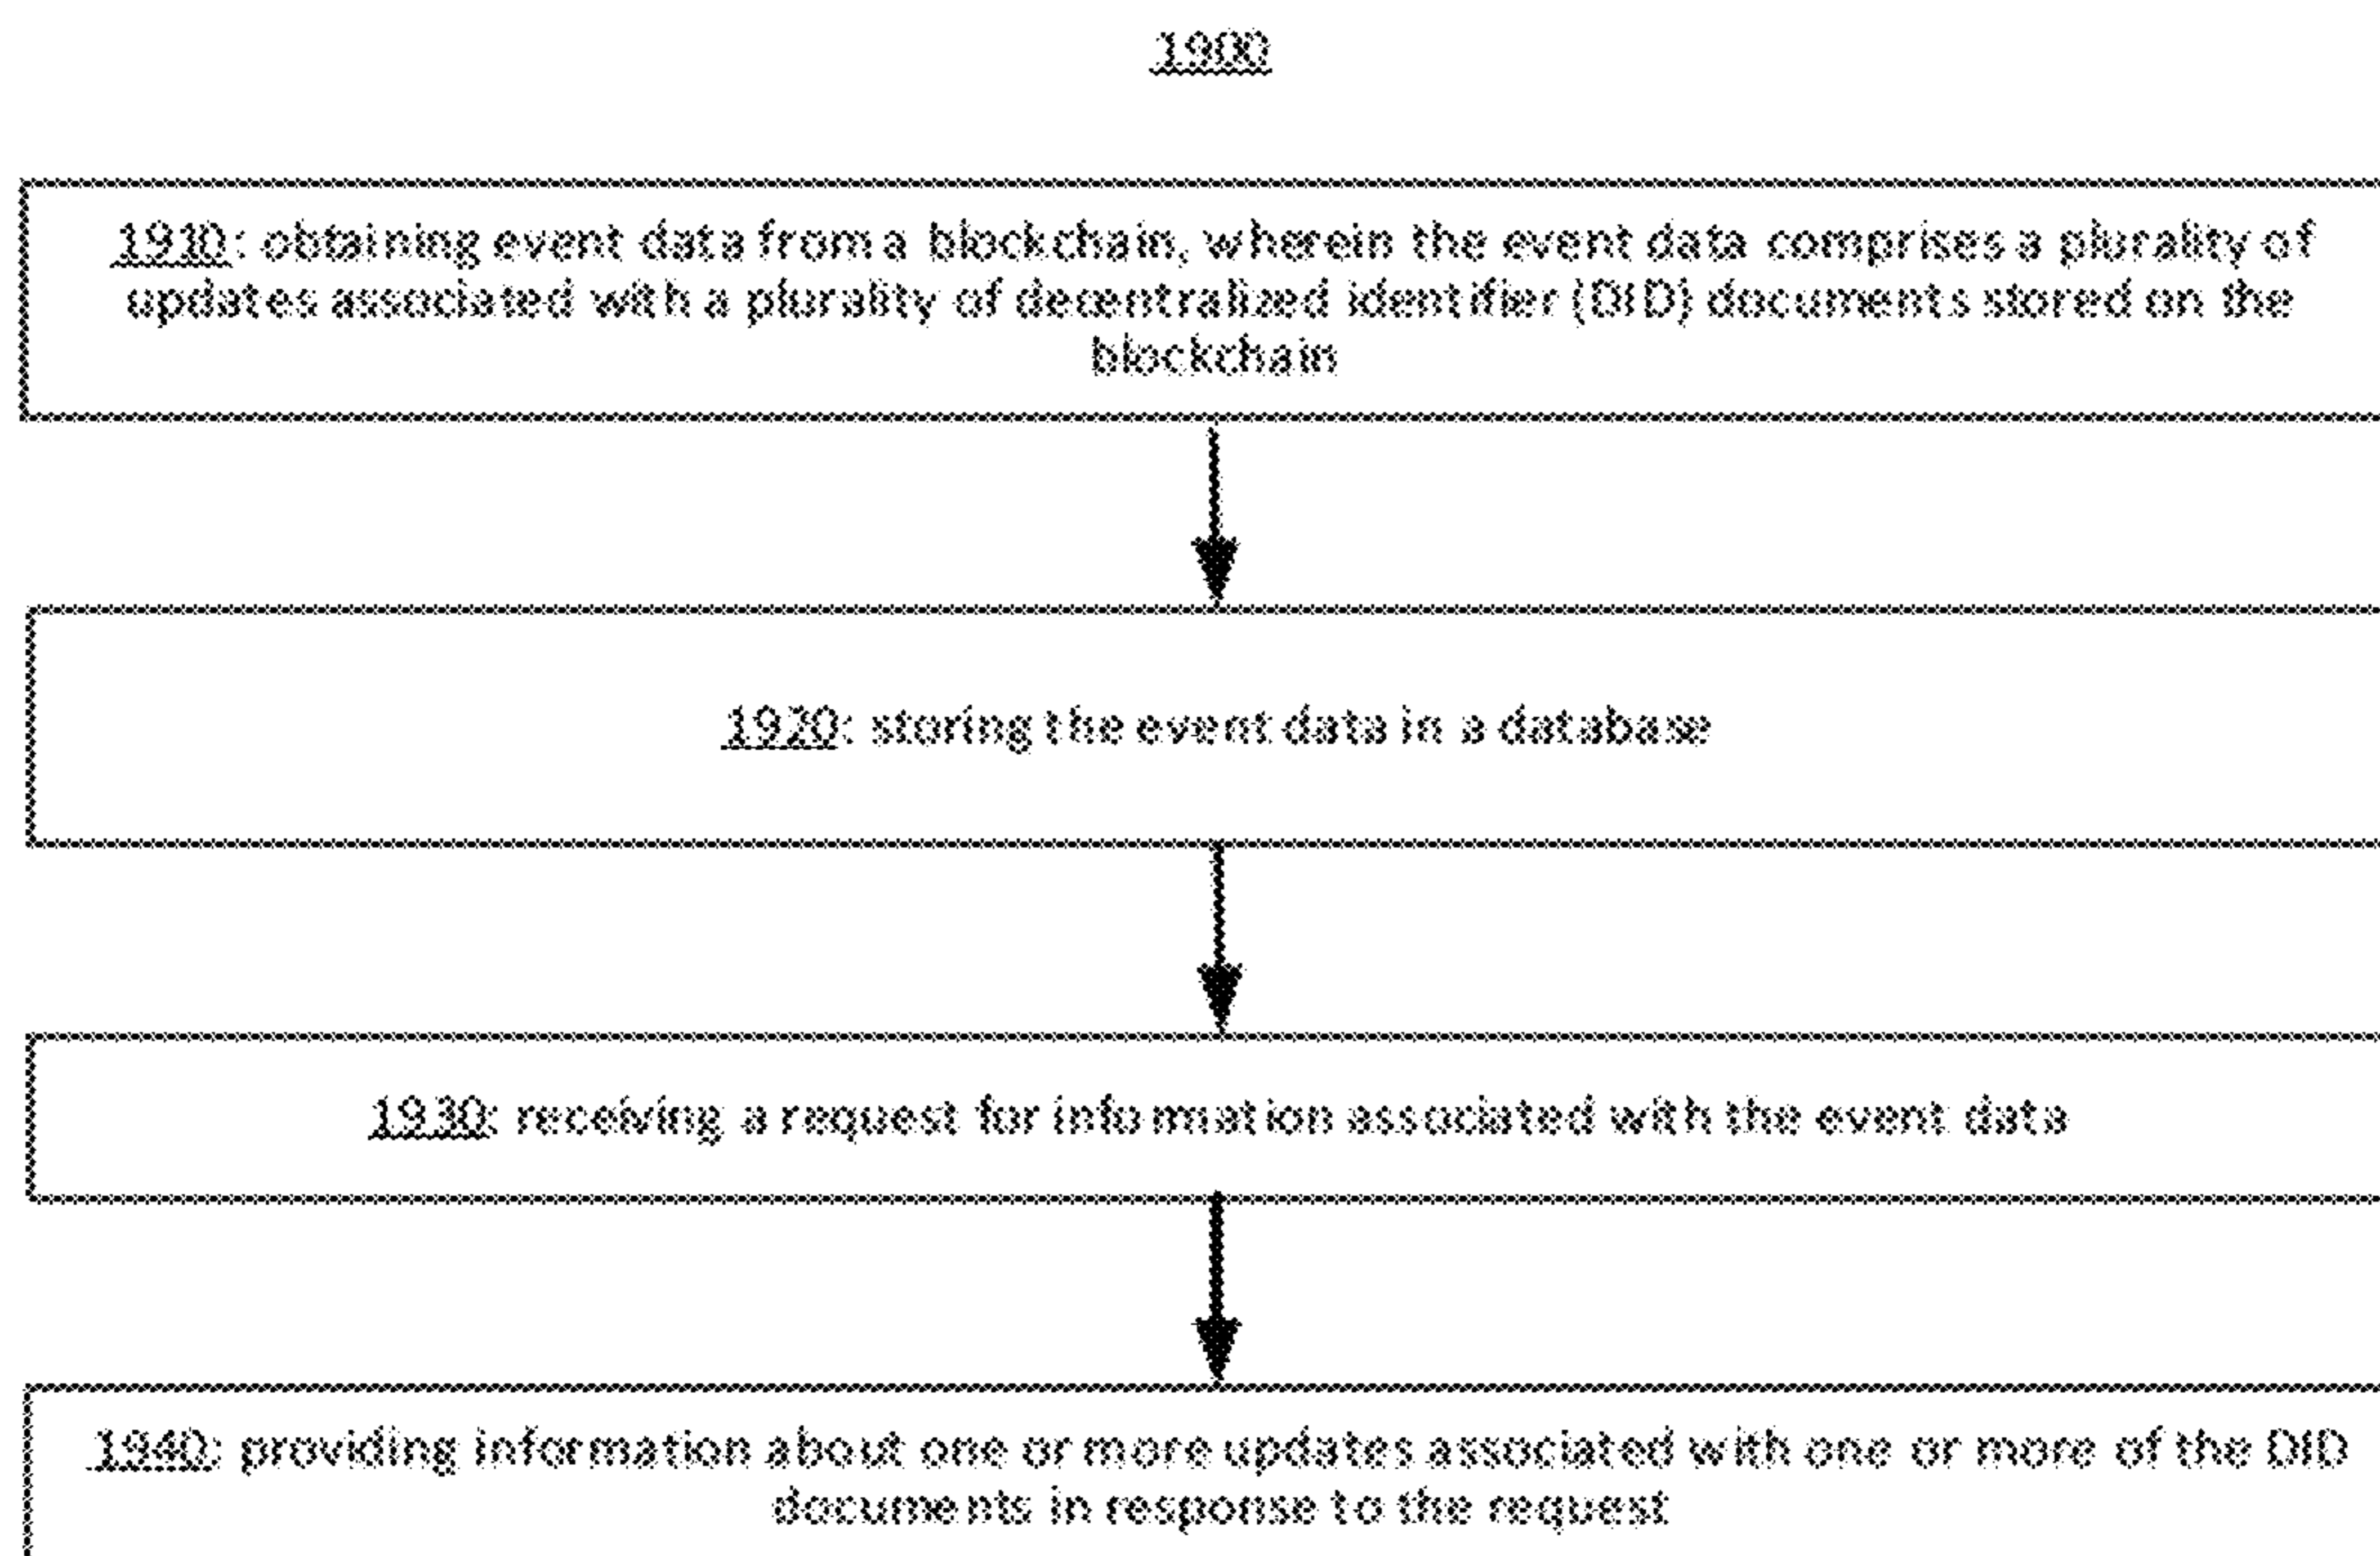 1900
1910: obtaining event data from a blockchain, wherein the event data comprises a plurality of
updates associated with a plurality of decentralized identifier (DID) documents stored on the
blockchain
1920: storing the event data in a database
1930: receiving a request for information associated with the event data
1940: providing information about one or more updates associated with one or more of the DID
documents in response to the request